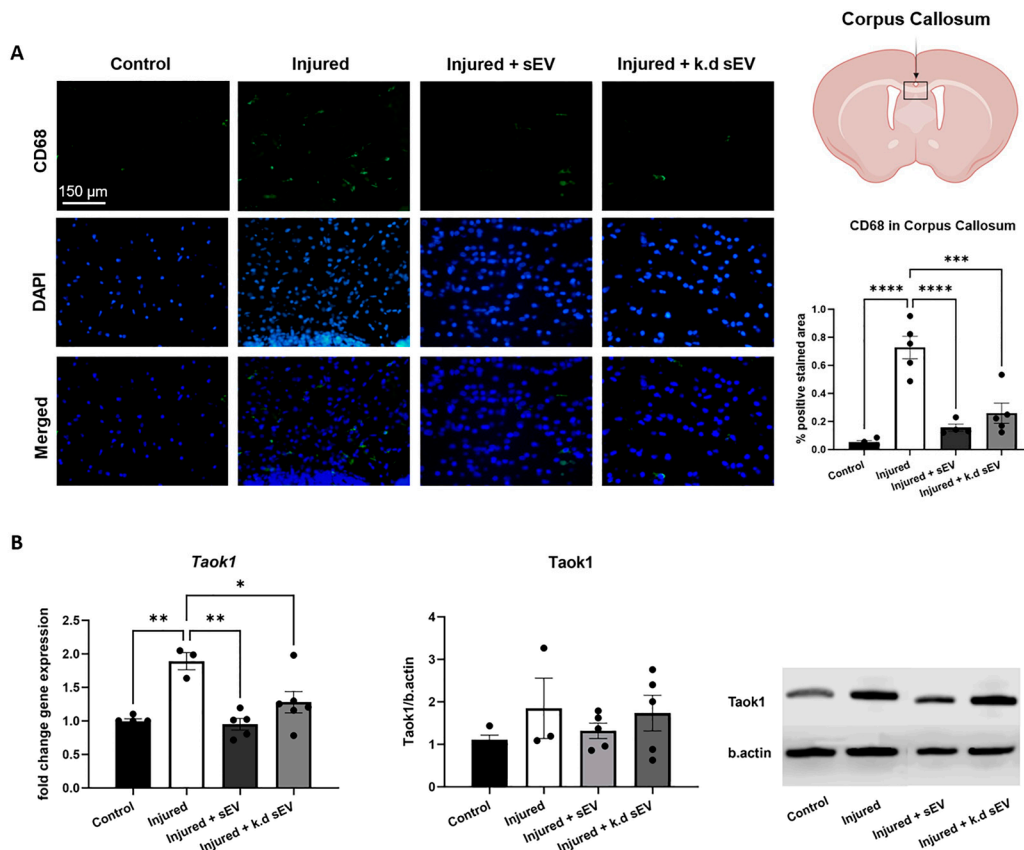 Corpus Callosum
A
Control
Injured
Injured + sEV
Injured + k.d sEV
CD68
150 µm
DAPI
Merged
CD68 in Corpus Callosum
***
**** ****
% positive stained area
1.0
0.8
0.6
0.4
0.2
0.0
Control
Injured
Injured + sEV
Injured + k.d sEV
B
Taok1
*
** **
fold change gene expression
2.5
2.0
1.5
1.0
0.5
0.0
Control
Injured
Injured + sEV
Injured + k.d sEV
Taok1
Taok1/b.actin
4
3
2
1
0
Control
Injured
Injured + sEV
Injured + k.d sEV
Taok1
b.actin
Control
Injured
Injured + sEV
Injured + k.d sEV